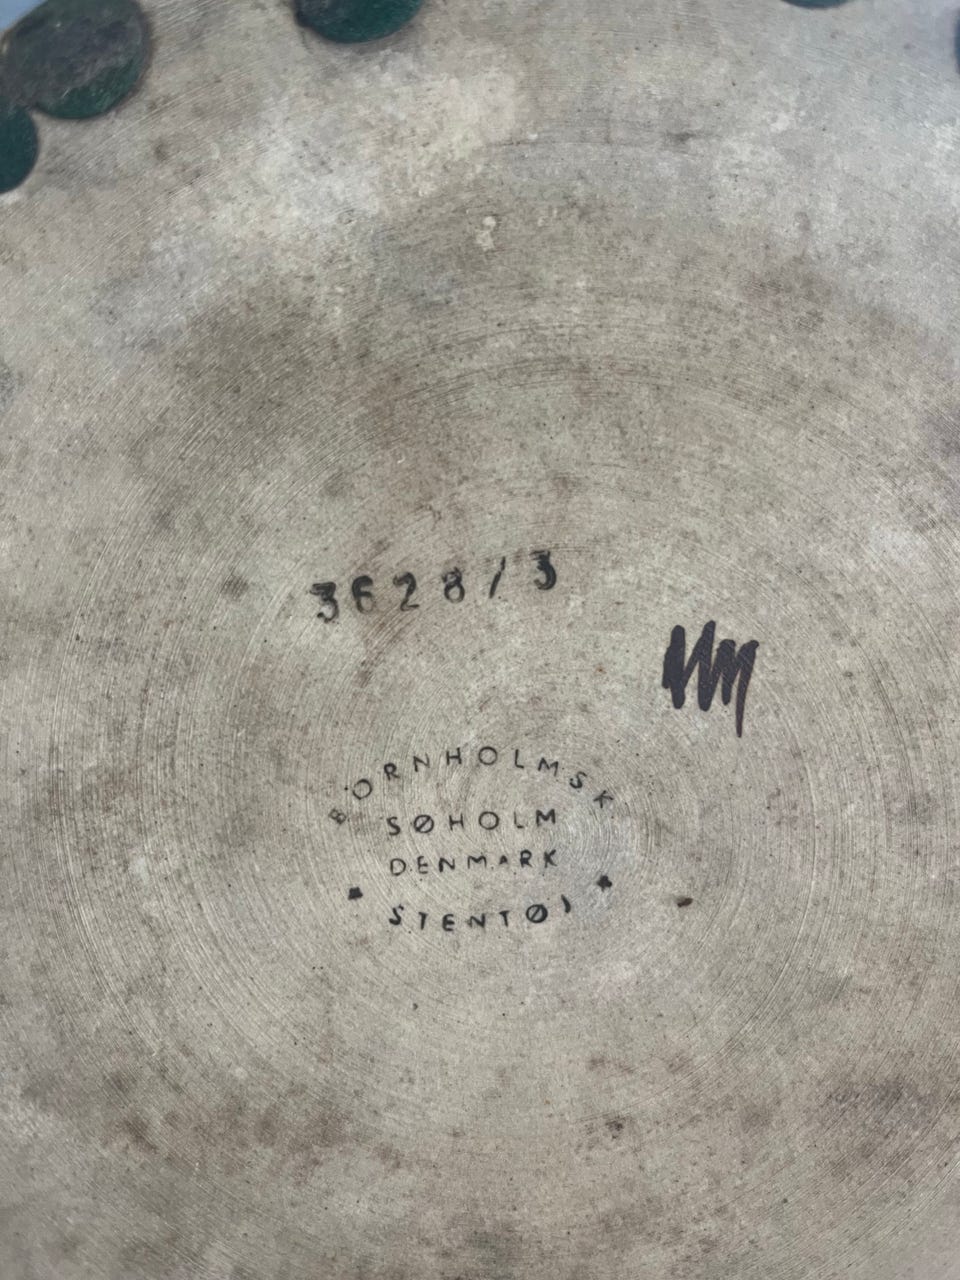 3628/3
BORNHOLMSK
SØHOLM
DENMARK
STENTØJ